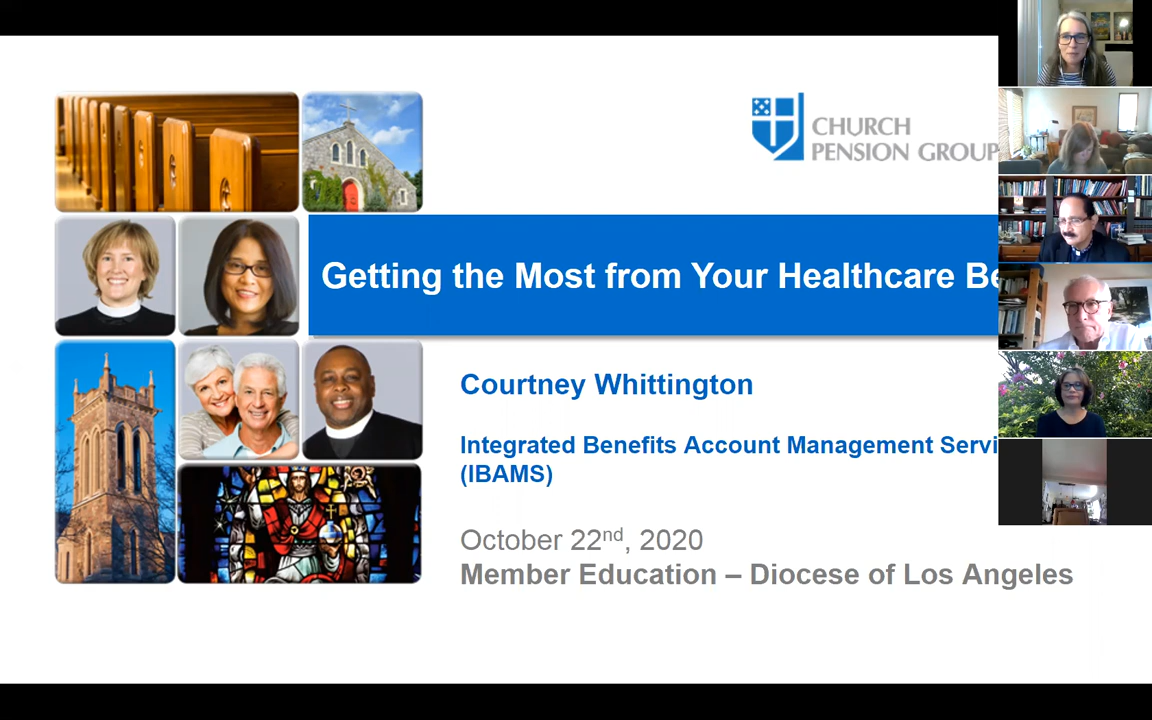 CHURCH
PENSION GROUP
Getting the Most from Your Healthcare Be
Courtney Whittington
Integrated Benefits Account Management Servi
(IBAMS)
October 22nd, 2020
Member Education – Diocese of Los Angeles